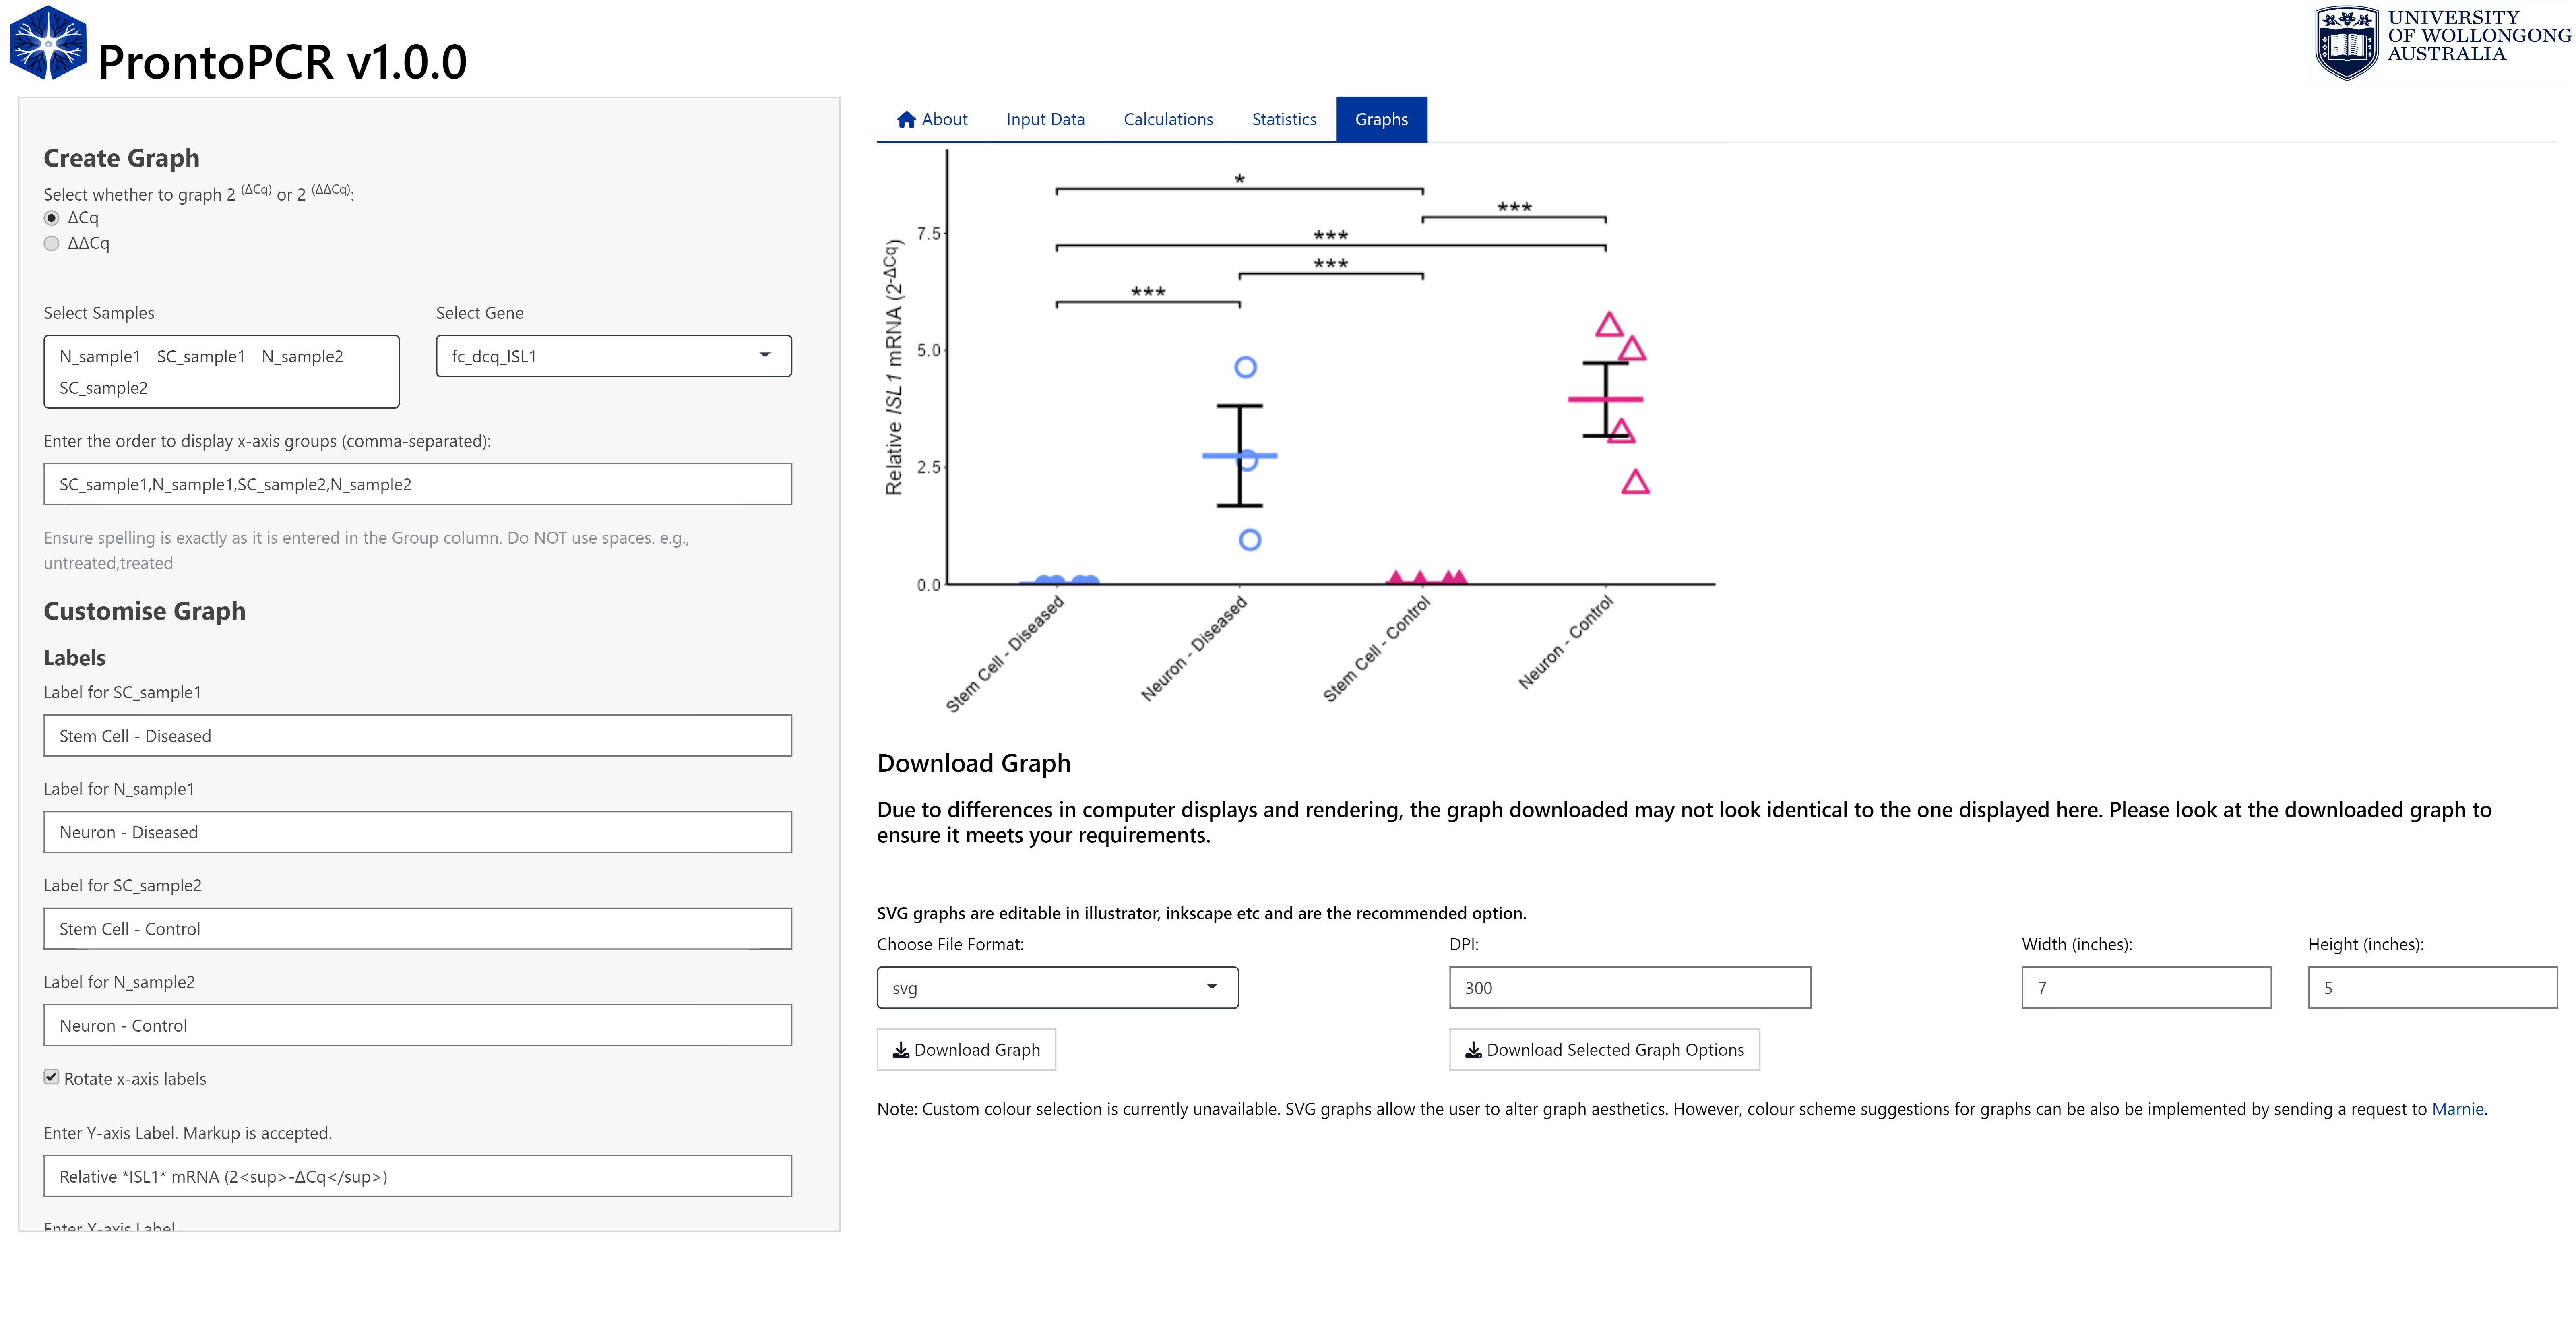 ProntoPCR v1.0.0
UNIVERSITY
OF WOLLONGONG
AUSTRALIA
Create Graph
Select whether to graph 2-(ΔCq) or 2-(ΔΔCq):
ΔCq
ΔΔCq
Select Samples
N_sample1 SC_sample1 N_sample2
SC_sample2
Select Gene
fc_dcq_ISL1
Enter the order to display x-axis groups (comma-separated):
SC_sample1,N_sample1,SC_sample2,N_sample2
Ensure spelling is exactly as it is entered in the Group column. Do NOT use spaces. e.g.,
untreated,treated
Customise Graph
Labels
Label for SC_sample1
Stem Cell - Diseased
Label for N_sample1
Neuron - Diseased
Label for SC_sample2
Stem Cell - Control
Label for N_sample2
Neuron - Control
Rotate x-axis labels
Enter Y-axis Label. Markup is accepted.
Relative *ISL1* mRNA (2<sup>-ΔCq</sup>)
Enter X-axis Label
About Input Data Calculations Statistics Graphs
Relative ISL1 mRNA (2-ΔCq)
7.5
5.0
2.5
0.0
*
***
***
***
***
Stem Cell - Diseased
Neuron - Diseased
Stem Cell - Control
Neuron - Control
Download Graph
Due to differences in computer displays and rendering, the graph downloaded may not look identical to the one displayed here. Please look at the downloaded graph to
ensure it meets your requirements.
SVG graphs are editable in illustrator, inkscape etc and are the recommended option.
Choose File Format: DPI: Width (inches): Height (inches):
svg 300 7 5
Download Graph Download Selected Graph Options
Note: Custom colour selection is currently unavailable. SVG graphs allow the user to alter graph aesthetics. However, colour scheme suggestions for graphs can be also be implemented by sending a request to Marnie.